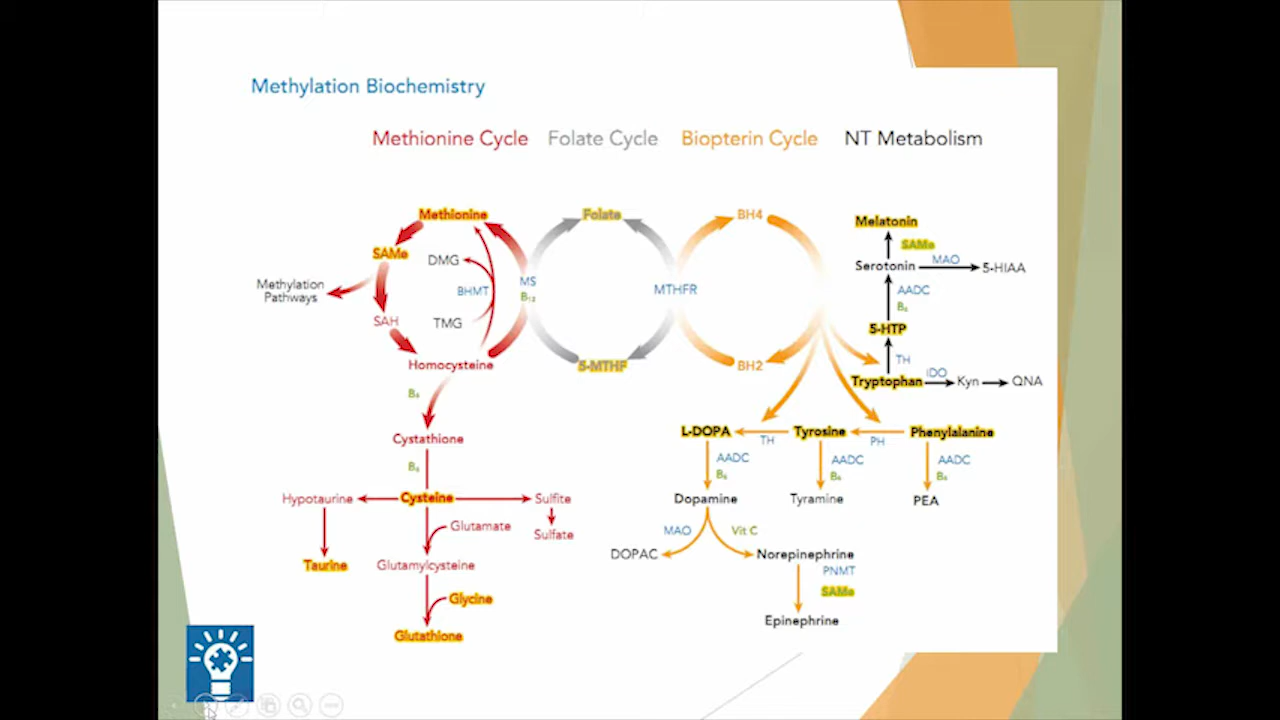 Methylation Biochemistry
Methionine Cycle
Folate Cycle
Biopterin Cycle
NT Metabolism
Methionine
SAMe
Methylation
Pathways
SAH
Homocysteine
DMG
BHMT
TMG
MS
B₁₂
Folate
5-MTHF
MTHFR
BH4
BH2
B₆
Cystathione
B₆
Hypotaurine
Cysteine
Sulfite
Taurine
Glutamate
Sulfate
Glutamylcysteine
Glycine
Glutathione
Melatonin
SAMe
Serotonin
MAO
5-HIAA
AADC
B₆
5-HTP
TH
Tryptophan
IDO
Kyn
QNA
L-DOPA
TH
Tyrosine
PH
Phenylalanine
AADC
B₆
AADC
B₆
AADC
B₆
Dopamine
Tyramine
PEA
MAO
Vit C
DOPAC
Norepinephrine
PNMT
SAMe
Epinephrine